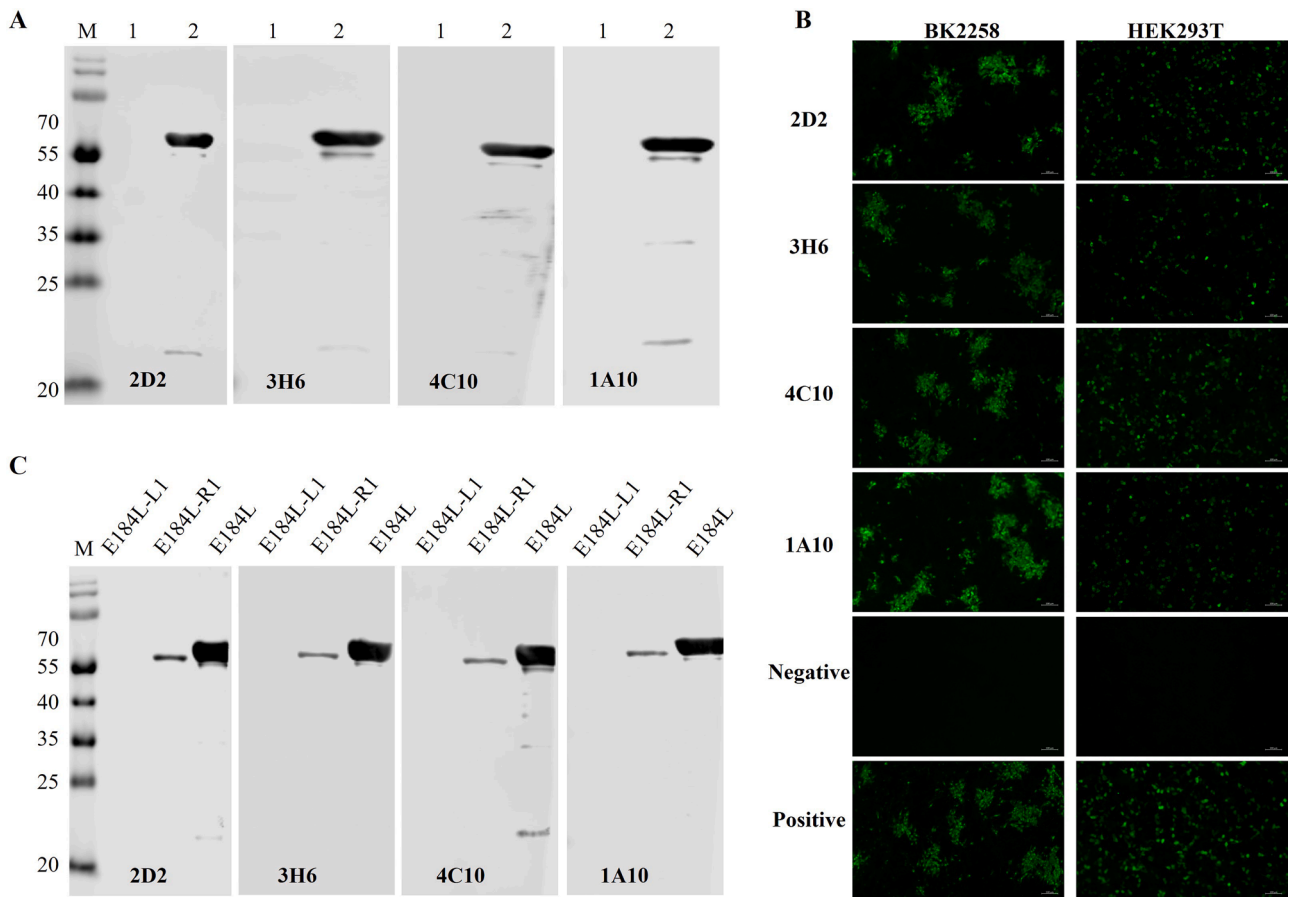 A
M 1 2 1 2 1 2 1 2
70
55
40
35
25
20
2D2 3H6 4C10 1A10
B
BK2258 HEK293T
2D2
3H6
4C10
1A10
Negative
Positive
C
M E184L-L1 E184L-R1 E184L E184L-L1 E184L-R1 E184L E184L-L1 E184L-R1 E184L E184L-L1 E184L-R1 E184L
70
55
40
35
25
20
2D2 3H6 4C10 1A10